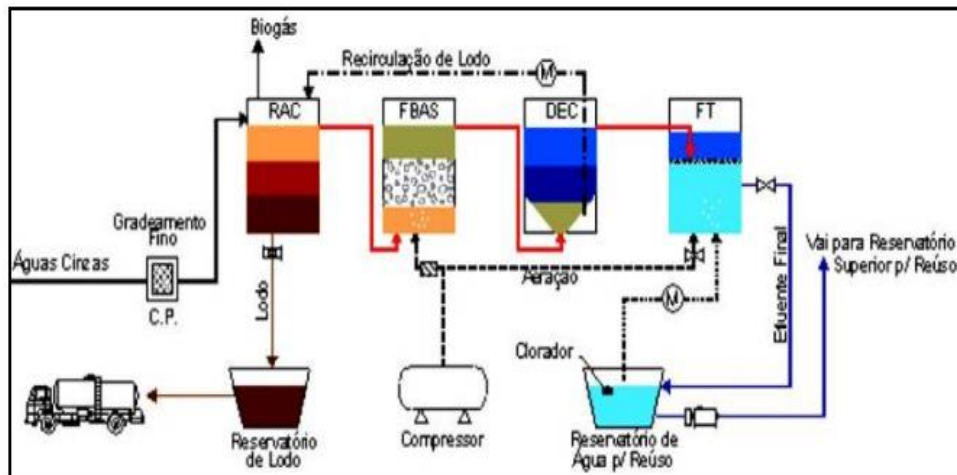 Biogás
Recirculação de Lodo
M
RAC
FBAS
DEC
FT
Gradeamento
Fino
Águas Cinzas
C.P.
Lodo
Aeração
M
Efluente Final
Vai para Reservatório
Superior p/ Reúso
Clorador
Reservatório
de Lodo
Compressor
Reservatório de
Água p/ Reúso